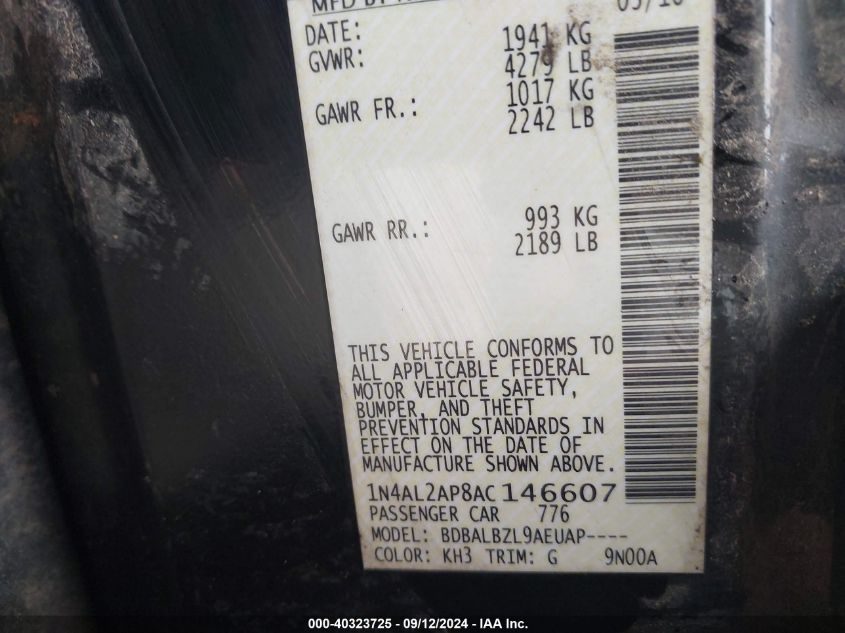 MFD BY
DATE: 1941 KG
GVWR: 4279 LB
1017 KG
GAWR FR.: 2242 LB
993 KG
GAWR RR.: 2189 LB
THIS VEHICLE CONFORMS TO
ALL APPLICABLE FEDERAL
MOTOR VEHICLE SAFETY,
BUMPER, AND THEFT
PREVENTION STANDARDS IN
EFFECT ON THE DATE OF
MANUFACTURE SHOWN ABOVE.
1N4AL2AP8AC146607
PASSENGER CAR 776
MODEL: BDBALBZL9AEUAP----
COLOR: KH3 TRIM: G 9N00A
000-40323725 - 09/12/2024 - IAA Inc.